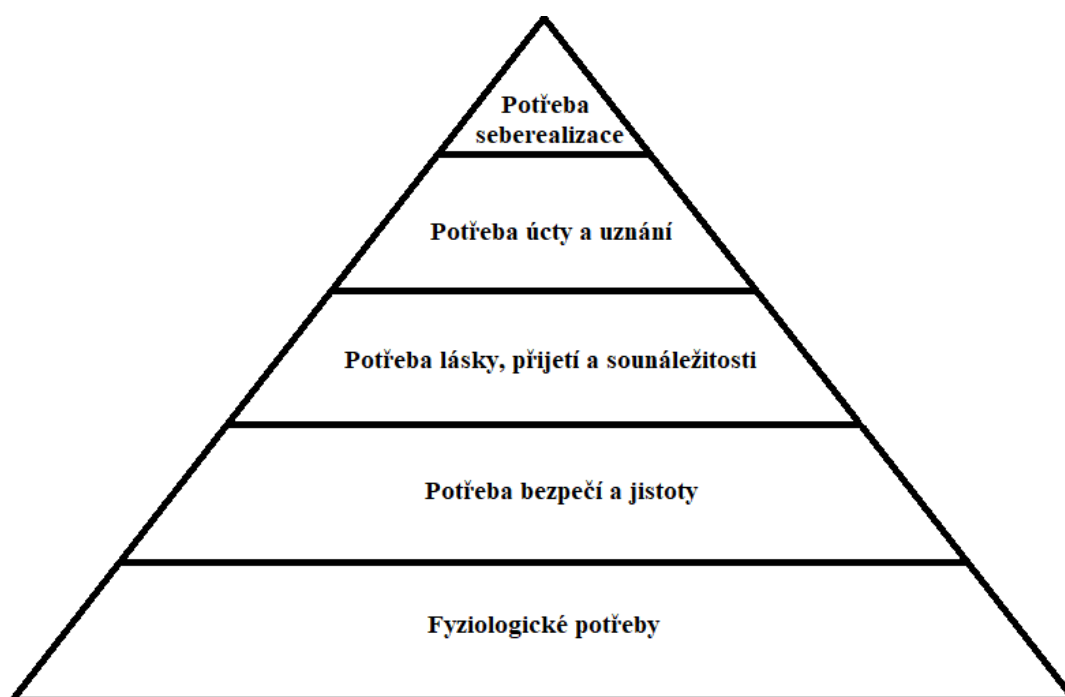 Potřeba
seberealizace
Potřeba úcty a uznání
Potřeba lásky, přijetí a sounáležitosti
Potřeba bezpečí a jistoty
Fyziologické potřeby